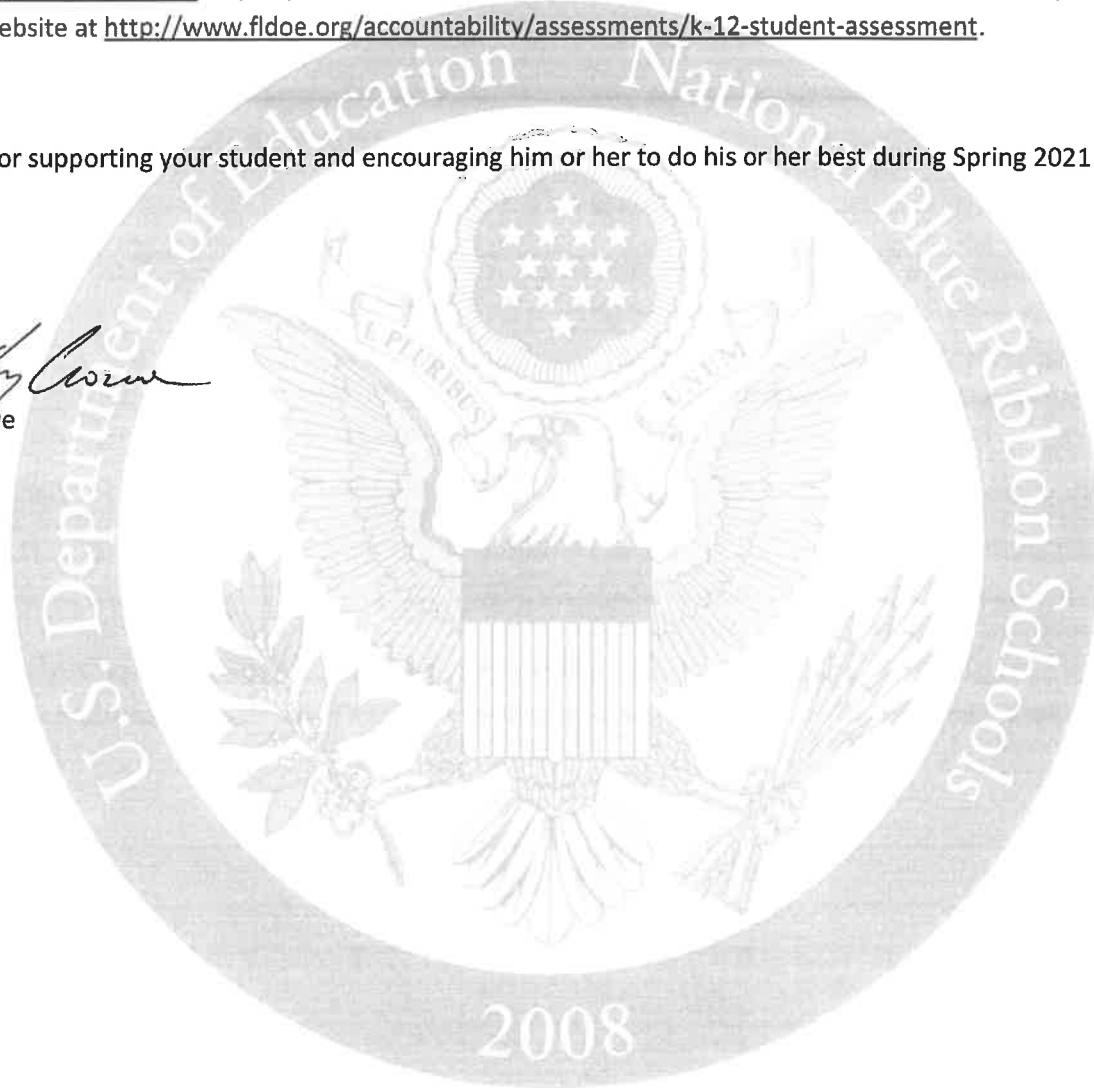 ebsite at http://www.fldoe.org/accountability/assessments/k-12-student-assessment.
or supporting your student and encouraging him or her to do his or her best during Spring 2021
U.S. Department of Education National Blue Ribbon Schools
E PLURIBUS UNUM
2008